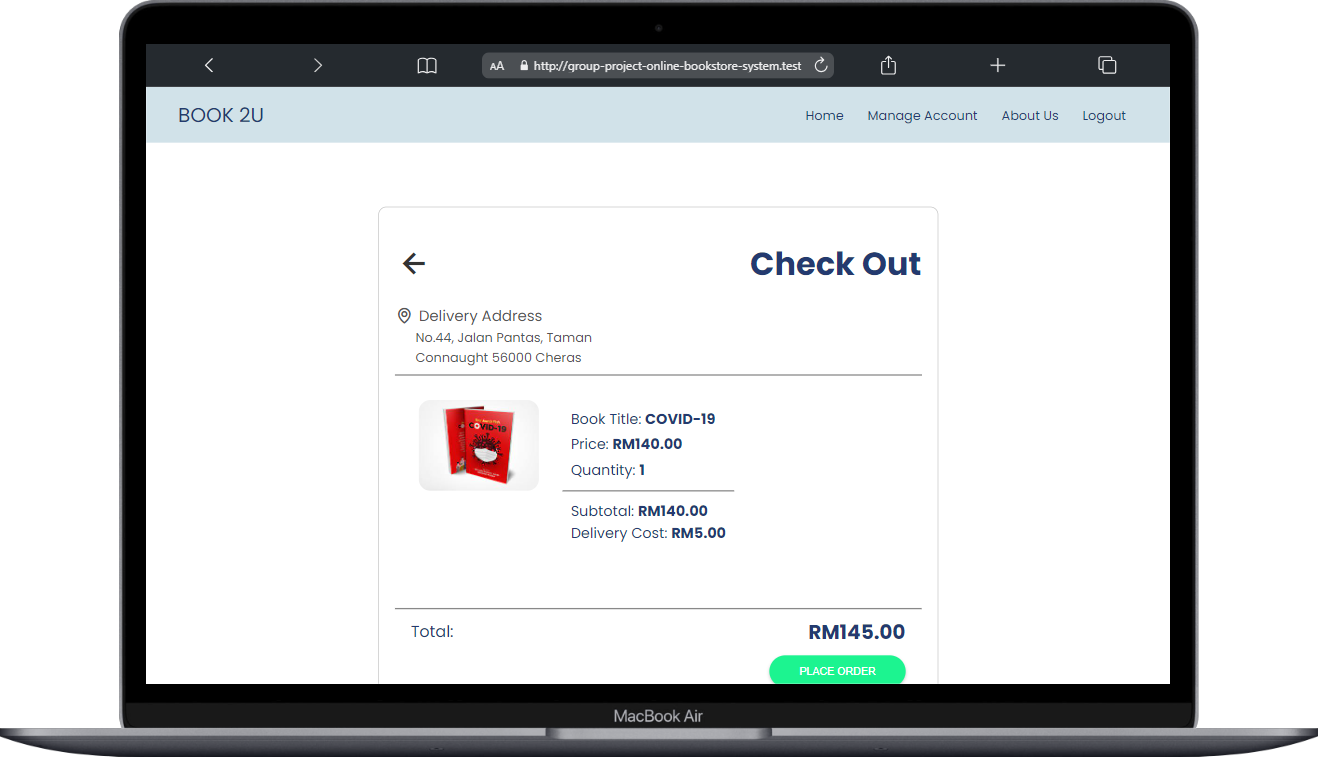 AA http://group-project-online-bookstore-system.test
BOOK 2U Home Manage Account About Us Logout
Check Out
Delivery Address
No.44, Jalan Pantas, Taman
Connaught 56000 Cheras
COVID-19
Book Title: COVID-19
Price: RM140.00
Quantity: 1
Subtotal: RM140.00
Delivery Cost: RM5.00
Total: RM145.00
PLACE ORDER
MacBook Air